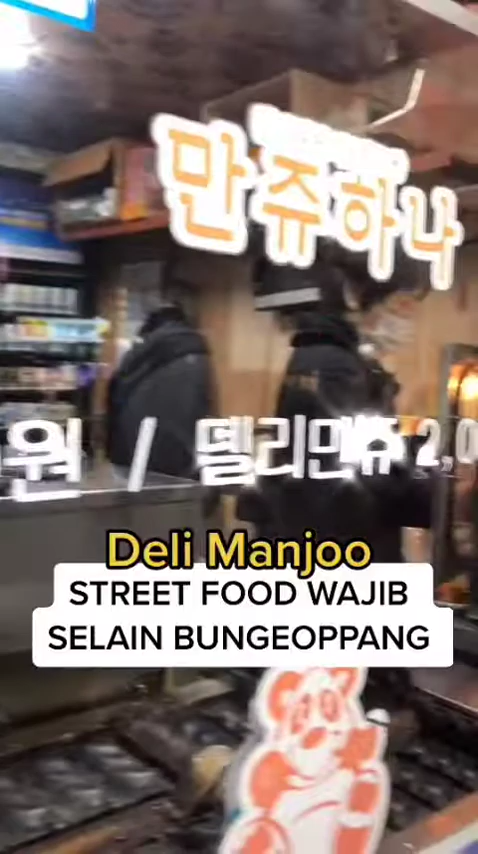 만쥬하나
원 / 델리만쥬 2,0
Deli Manjoo
STREET FOOD WAJIB
SELAIN BUNGEOPPANG